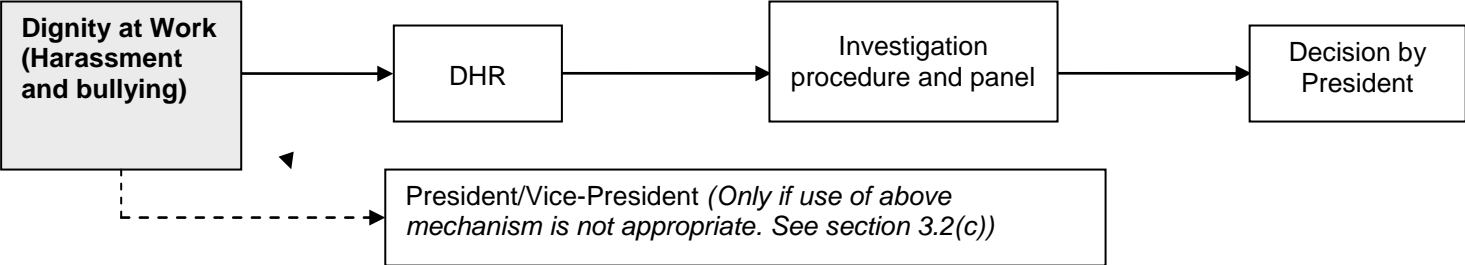 Dignity at Work
(Harassment
and bullying)
DHR
Investigation
procedure and panel
Decision by
President
President/Vice-President (Only if use of above
mechanism is not appropriate. See section 3.2(c))